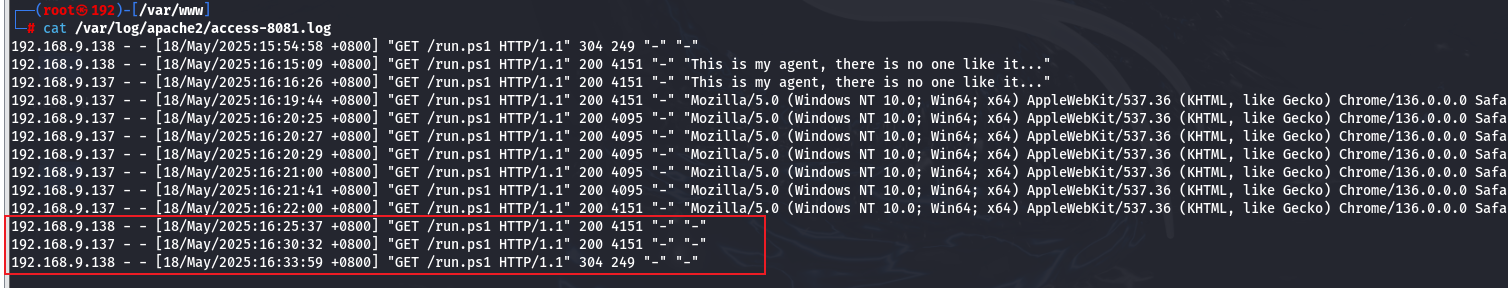 ┌──(root㉿192)-[/var/www]
└─# cat /var/log/apache2/access-8081.log
192.168.9.138 - - [18/May/2025:15:54:58 +0800] "GET /run.ps1 HTTP/1.1" 304 249 "-" "-"
192.168.9.138 - - [18/May/2025:16:15:09 +0800] "GET /run.ps1 HTTP/1.1" 200 4151 "-" "This is my agent, there is no one like it..."
192.168.9.137 - - [18/May/2025:16:16:26 +0800] "GET /run.ps1 HTTP/1.1" 200 4151 "-" "This is my agent, there is no one like it..."
192.168.9.137 - - [18/May/2025:16:19:44 +0800] "GET /run.ps1 HTTP/1.1" 200 4151 "-" "Mozilla/5.0 (Windows NT 10.0; Win64; x64) AppleWebKit/537.36 (KHTML, like Gecko) Chrome/136.0.0.0 Safa
192.168.9.137 - - [18/May/2025:16:20:25 +0800] "GET /run.ps1 HTTP/1.1" 200 4095 "-" "Mozilla/5.0 (Windows NT 10.0; Win64; x64) AppleWebKit/537.36 (KHTML, like Gecko) Chrome/136.0.0.0 Safa
192.168.9.137 - - [18/May/2025:16:20:27 +0800] "GET /run.ps1 HTTP/1.1" 200 4095 "-" "Mozilla/5.0 (Windows NT 10.0; Win64; x64) AppleWebKit/537.36 (KHTML, like Gecko) Chrome/136.0.0.0 Safa
192.168.9.137 - - [18/May/2025:16:20:29 +0800] "GET /run.ps1 HTTP/1.1" 200 4095 "-" "Mozilla/5.0 (Windows NT 10.0; Win64; x64) AppleWebKit/537.36 (KHTML, like Gecko) Chrome/136.0.0.0 Safa
192.168.9.137 - - [18/May/2025:16:21:00 +0800] "GET /run.ps1 HTTP/1.1" 200 4095 "-" "Mozilla/5.0 (Windows NT 10.0; Win64; x64) AppleWebKit/537.36 (KHTML, like Gecko) Chrome/136.0.0.0 Safa
192.168.9.137 - - [18/May/2025:16:21:41 +0800] "GET /run.ps1 HTTP/1.1" 200 4095 "-" "Mozilla/5.0 (Windows NT 10.0; Win64; x64) AppleWebKit/537.36 (KHTML, like Gecko) Chrome/136.0.0.0 Safa
192.168.9.137 - - [18/May/2025:16:22:00 +0800] "GET /run.ps1 HTTP/1.1" 200 4151 "-" "Mozilla/5.0 (Windows NT 10.0; Win64; x64) AppleWebKit/537.36 (KHTML, like Gecko) Chrome/136.0.0.0 Safa
192.168.9.138 - - [18/May/2025:16:25:37 +0800] "GET /run.ps1 HTTP/1.1" 200 4151 "-" "-"
192.168.9.137 - - [18/May/2025:16:30:32 +0800] "GET /run.ps1 HTTP/1.1" 200 4151 "-" "-"
192.168.9.138 - - [18/May/2025:16:33:59 +0800] "GET /run.ps1 HTTP/1.1" 304 249 "-" "-"